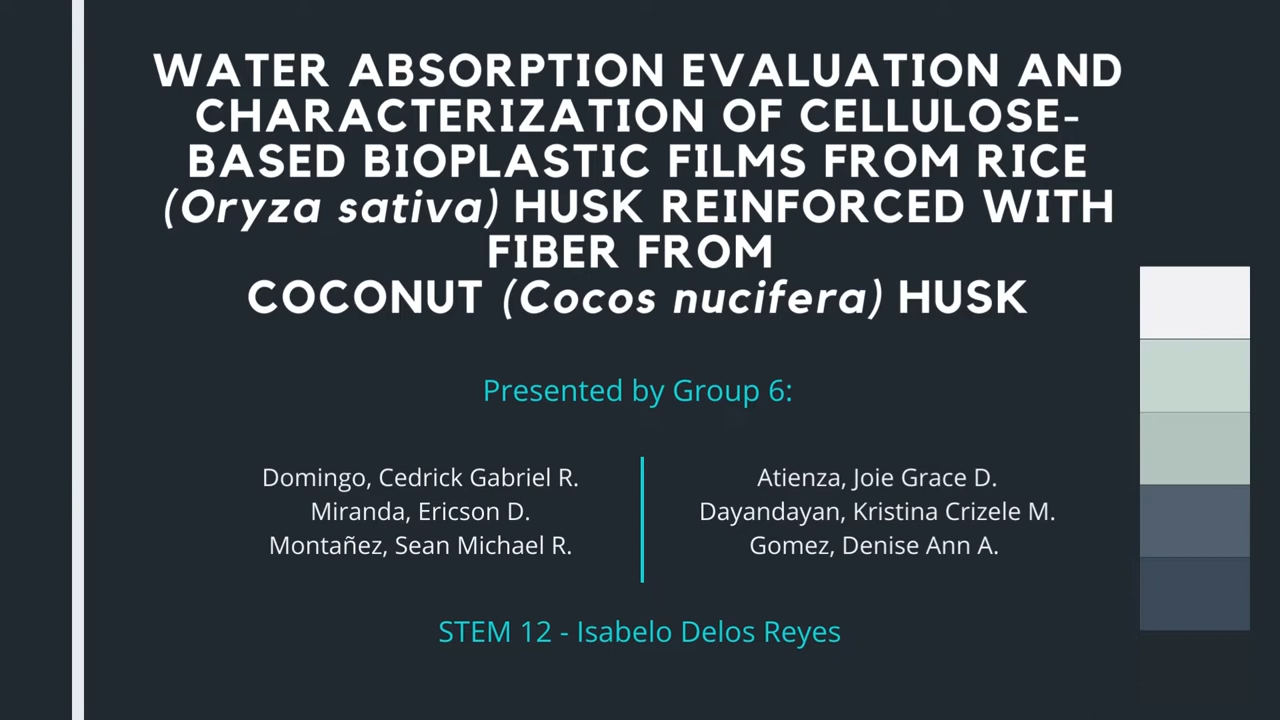 WATER ABSORPTION EVALUATION AND
CHARACTERIZATION OF CELLULOSE-
BASED BIOPLASTIC FILMS FROM RICE
(Oryza sativa) HUSK REINFORCED WITH
FIBER FROM
COCONUT (Cocos nucifera) HUSK
Presented by Group 6:
Domingo, Cedrick Gabriel R.
Miranda, Ericson D.
Montañez, Sean Michael R.
Atienza, Joie Grace D.
Dayandayan, Kristina Crizele M.
Gomez, Denise Ann A.
STEM 12 - Isabelo Delos Reyes